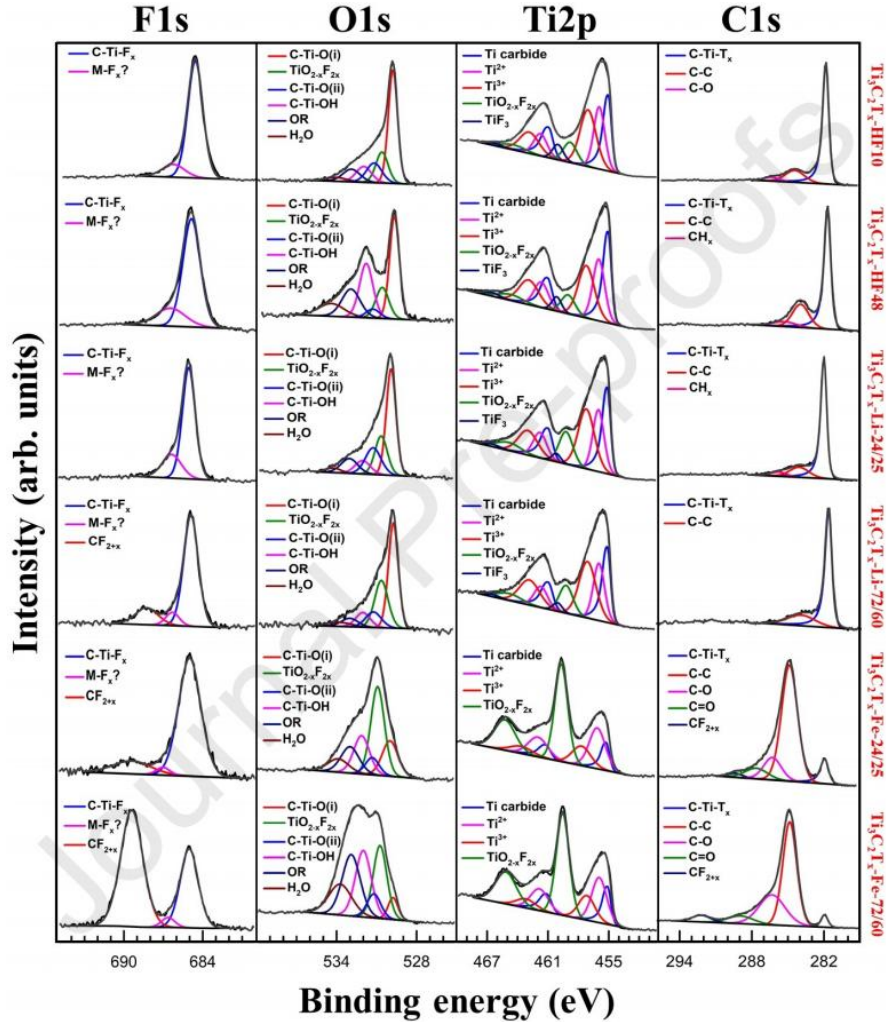 F1s O1s Ti2p C1s
C-Ti-Fₓ
M-Fₓ?
C-Ti-O(i)
TiO₂₋ₓF₂ₓ
C-Ti-O(ii)
C-Ti-OH
OR
H₂O
Ti carbide
Ti²⁺
Ti³⁺
TiO₂₋ₓF₂ₓ
TiF₃
C-Ti-Tₓ
C-C
C-O
Ti₃C₂Tₓ-HF10
C-Ti-Fₓ
M-Fₓ?
C-Ti-O(i)
TiO₂₋ₓF₂ₓ
C-Ti-O(ii)
C-Ti-OH
OR
H₂O
Ti carbide
Ti²⁺
Ti³⁺
TiO₂₋ₓF₂ₓ
TiF₃
C-Ti-Tₓ
C-C
CHₓ
Ti₃C₂Tₓ-HF48
C-Ti-Fₓ
M-Fₓ?
C-Ti-O(i)
TiO₂₋ₓF₂ₓ
C-Ti-O(ii)
C-Ti-OH
OR
H₂O
Ti carbide
Ti²⁺
Ti³⁺
TiO₂₋ₓF₂ₓ
TiF₃
C-Ti-Tₓ
C-C
CHₓ
Ti₃C₂Tₓ-Li-24/25
C-Ti-Fₓ
M-Fₓ?
CF₂₊ₓ
C-Ti-O(i)
TiO₂₋ₓF₂ₓ
C-Ti-O(ii)
C-Ti-OH
OR
H₂O
Ti carbide
Ti²⁺
Ti³⁺
TiO₂₋ₓF₂ₓ
TiF₃
C-Ti-Tₓ
C-C
Ti₃C₂Tₓ-Li-72/60
C-Ti-Fₓ
M-Fₓ?
CF₂₊ₓ
C-Ti-O(i)
TiO₂₋ₓF₂ₓ
C-Ti-O(ii)
C-Ti-OH
OR
H₂O
Ti carbide
Ti²⁺
Ti³⁺
TiO₂₋ₓF₂ₓ
C-Ti-Tₓ
C-C
C-O
C=O
CF₂₊ₓ
Ti₃C₂Tₓ-Fe-24/25
C-Ti-Fₓ
M-Fₓ?
CF₂₊ₓ
C-Ti-O(i)
TiO₂₋ₓF₂ₓ
C-Ti-O(ii)
C-Ti-OH
OR
H₂O
Ti carbide
Ti²⁺
Ti³⁺
TiO₂₋ₓF₂ₓ
C-Ti-Tₓ
C-C
C-O
C=O
CF₂₊ₓ
Ti₃C₂Tₓ-Fe-72/60
Intensity (arb. units)
690 684 534 528 467 461 455 294 288 282
Binding energy (eV)
Journal Pre-proofs